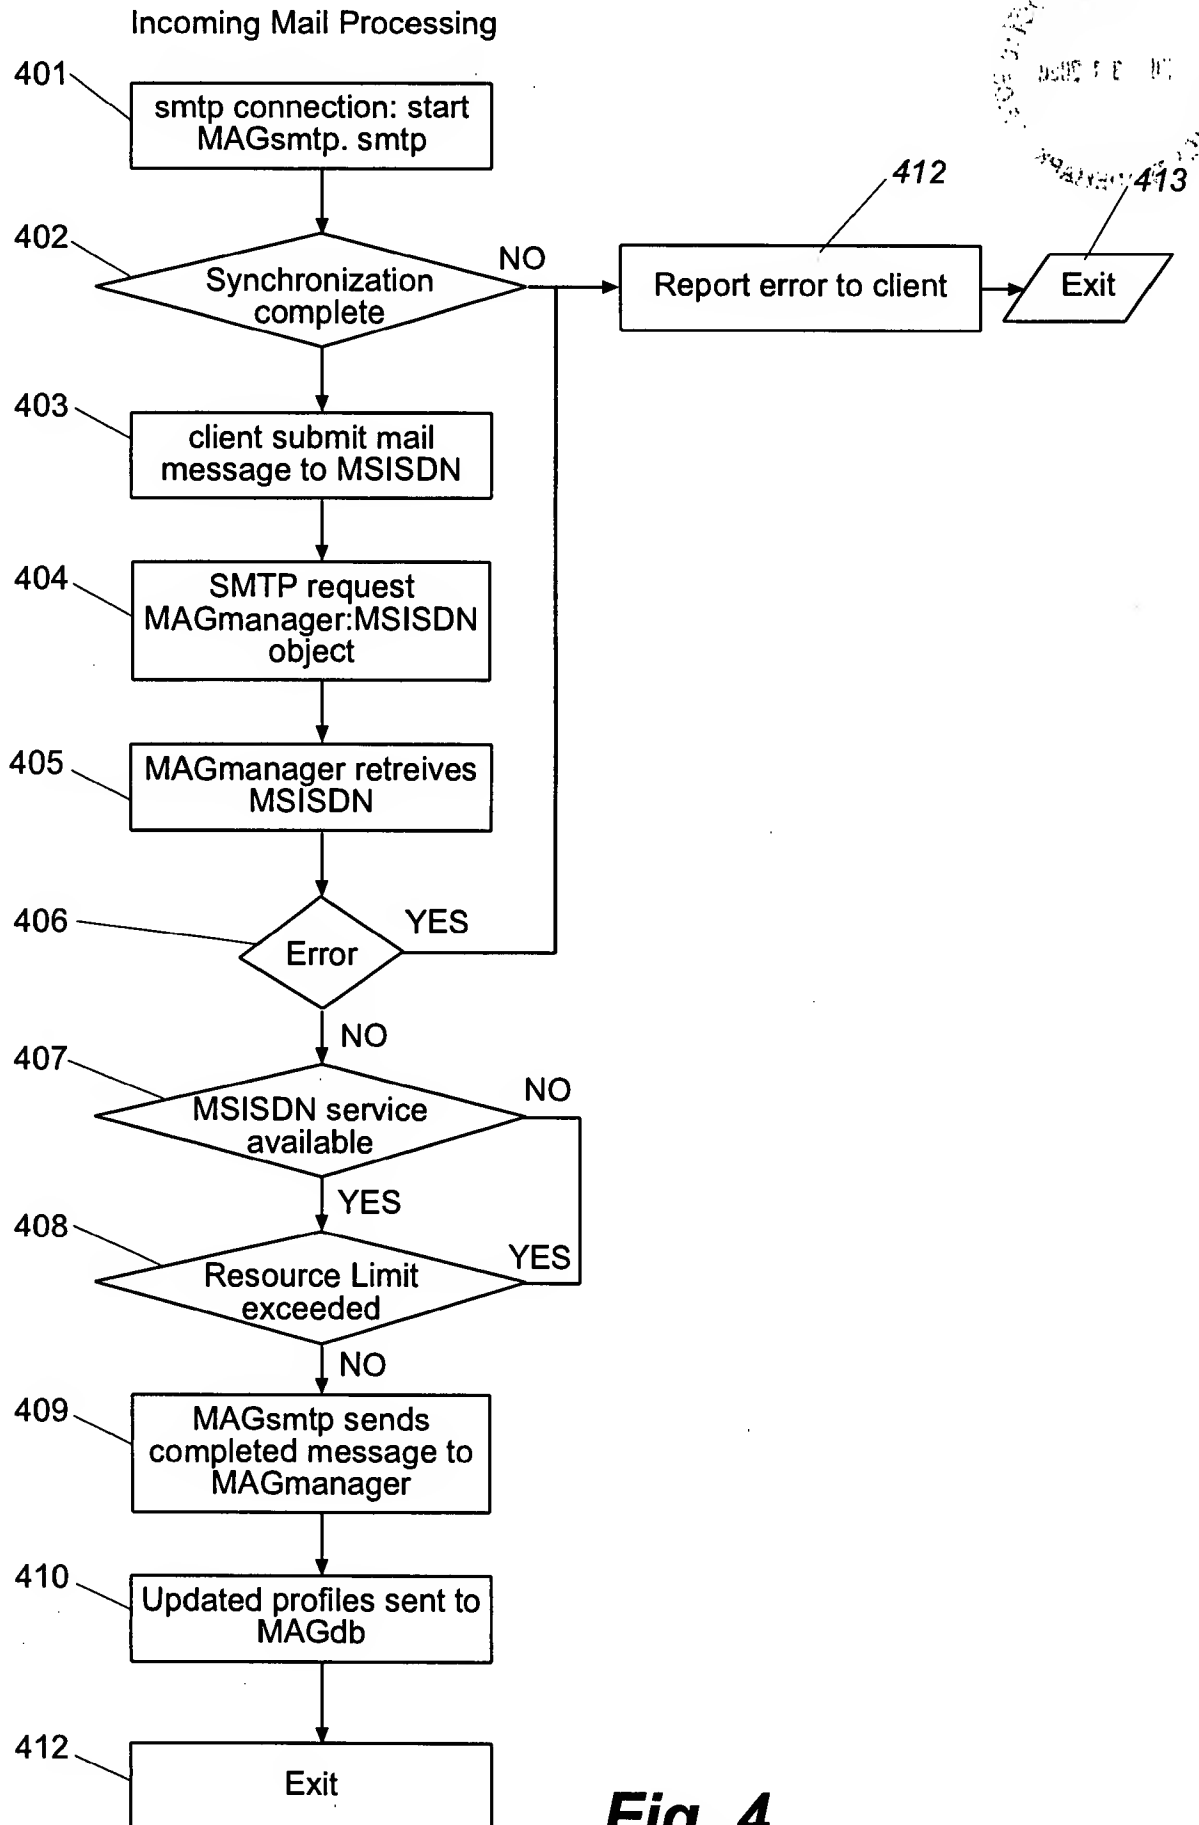 Incoming Mail Processing
401
smtp connection: start
MAGsmtp. smtp
412
413
402
Synchronization
complete
NO
Report error to client
Exit
403
client submit mail
message to MSISDN
404
SMTP request
MAGmanager:MSISDN
object
405
MAGmanager retreives
MSISDN
406
Error
YES
NO
407
MSISDN service
available
NO
YES
408
Resource Limit
exceeded
YES
NO
409
MAGsmtp sends
completed message to
MAGmanager
410
Updated profiles sent to
MAGdb
412
Exit
Fig. 4